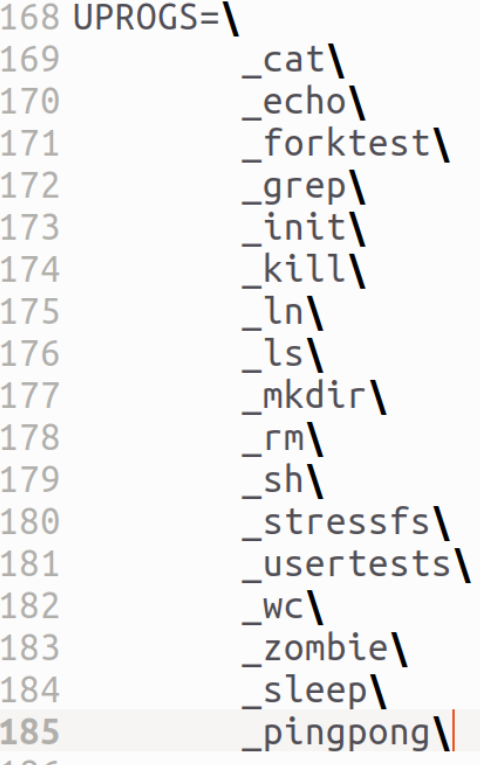 168 UPROGS=\
169 _cat\
170 _echo\
171 _forktest\
172 _grep\
173 _init\
174 _kill\
175 _ln\
176 _ls\
177 _mkdir\
178 _rm\
179 _sh\
180 _stressfs\
181 _usertests\
182 _wc\
183 _zombie\
184 _sleep\
185 _pingpong\